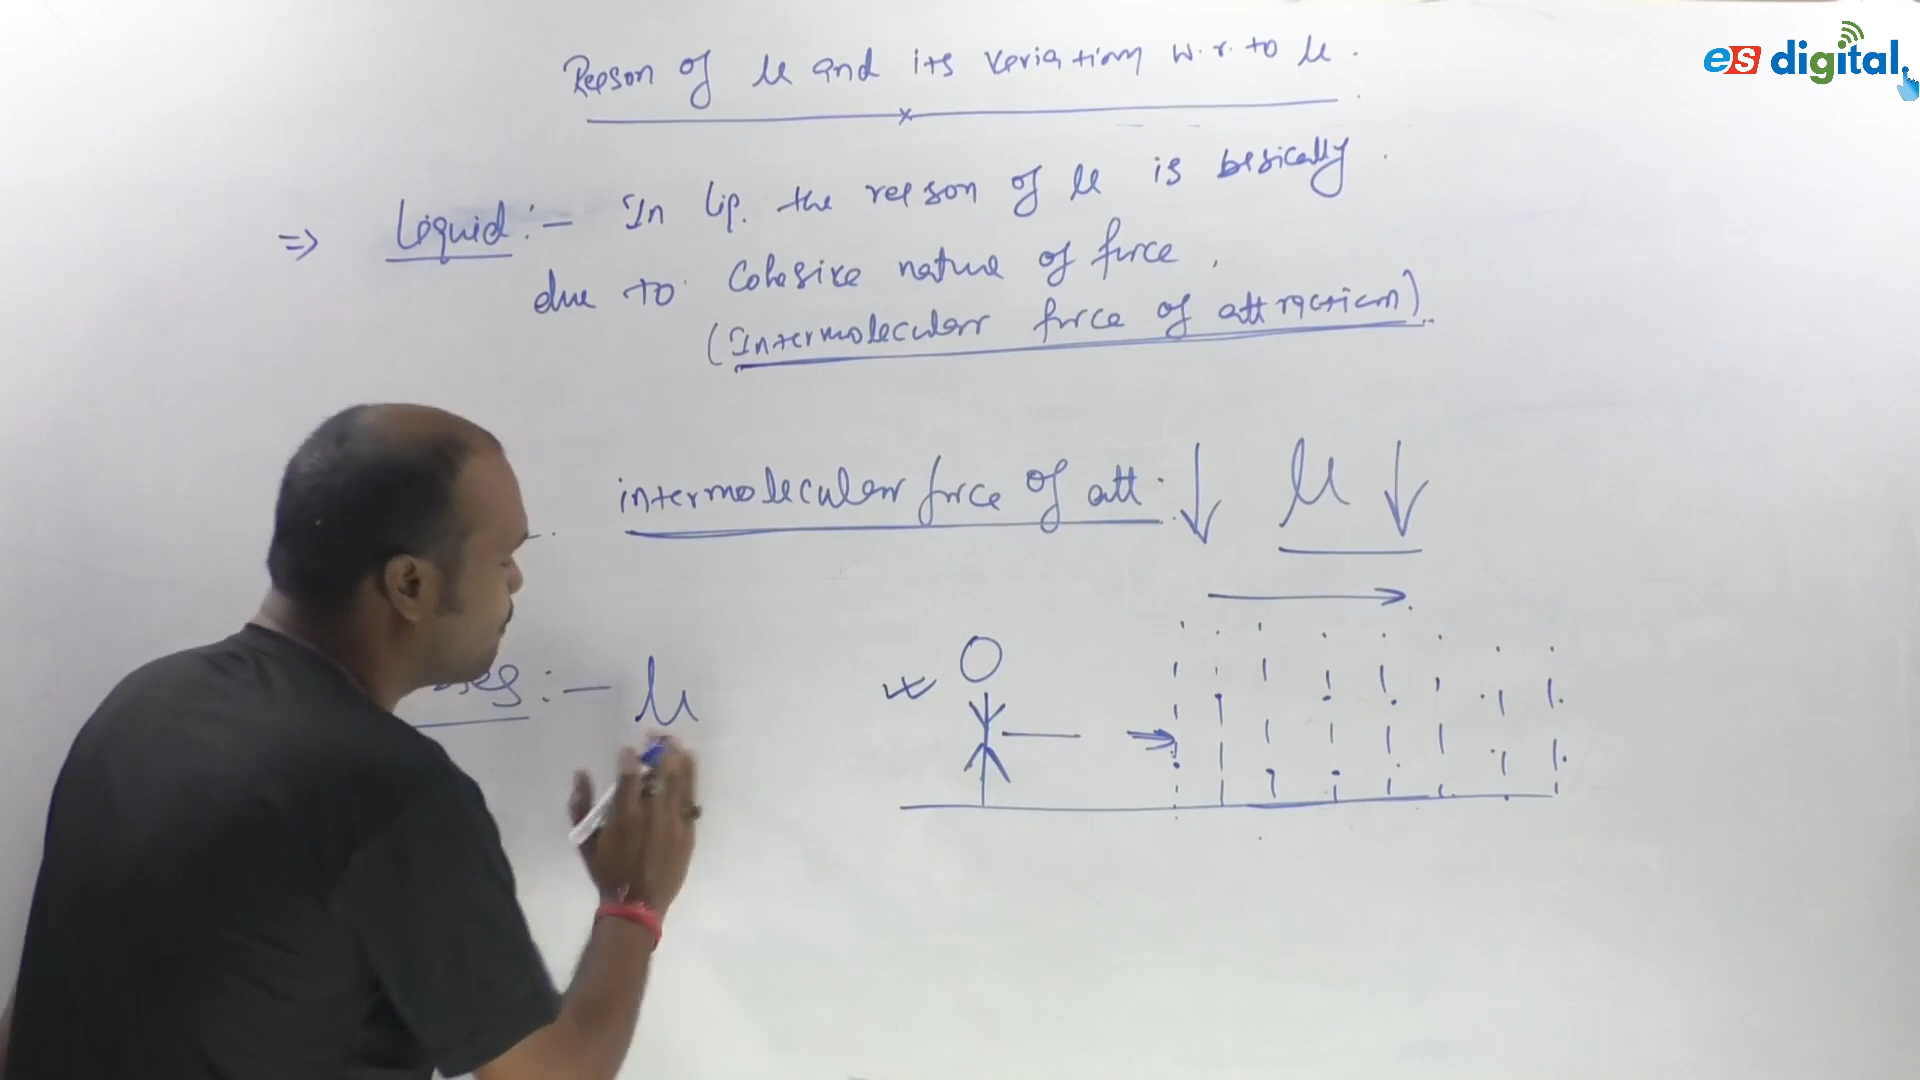 es digital
Reason of μ and its variation w.r. to μ.
⇒ Liquid :- In liq. the reason of μ is basically
due to cohesive nature of force.
(Intermolecular force of attraction)
intermolecular force of att. ↓ μ ↓
:- μ